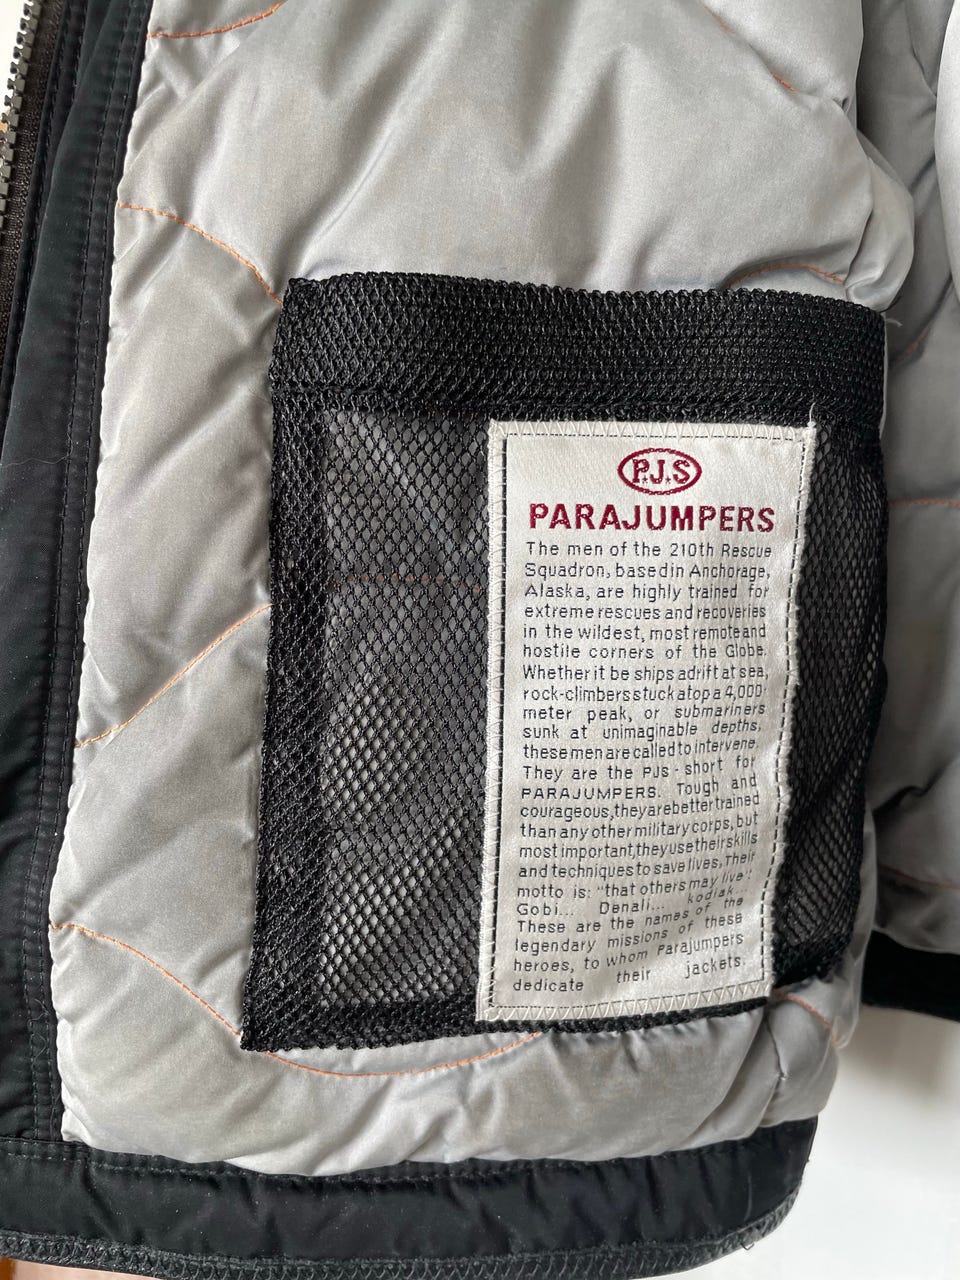 P.J.S
PARAJUMPERS
The men of the 210th Rescue
Squadron, based in Anchorage,
Alaska, are highly trained for
extreme rescues and recoveries
in the wildest, most remote and
hostile corners of the Globe.
Whether it be ships adrift at sea,
rock-climbers stuck atop a 4,000-
meter peak, or submariners
sunk at unimaginable depths,
these men are called to intervene.
They are the PJs - short for
PARAJUMPERS. Tough and
courageous, they are better trained
than any other military corps, but
most important, they use their skills
and techniques to save lives. Their
motto is: "that others may live".
Gobi... Denali... kodiak...
These are the names of the
legendary missions of these
heroes, to whom Parajumpers
dedicate their jackets.